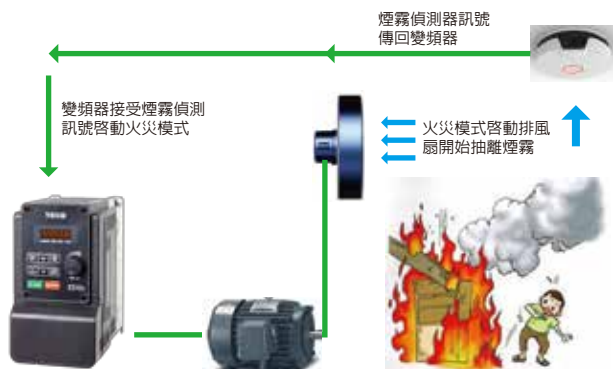 煙霧偵測器訊號
傳回變頻器
變頻器接受煙霧偵測
訊號啓動火災模式
火災模式啓動排風
扇開始抽離煙霧
TECO